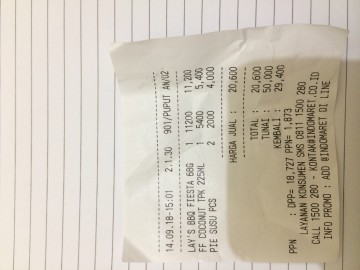 14.09.18-15:01 2.1.30 901/PUPUT AN/02
LAY'S BBQ FIESTA 68G 1 11200 11,200
FF COCONUT TPK 225ML 1 5400 5,400
PIE SUSU PCS 2 2000 4,000
HARGA JUAL : 20,600
TOTAL : 20,600
TUNAI : 50,000
KEMBALI : 29,400
PPN : DPP= 18,727 PPN= 1,873
LAYANAN KONSUMEN SMS 0811 1500 280
CALL 1500 280 - KONTAK@INDOMARET.CO.ID
INFO PROMO : ADD @INDOMARET DI LINE